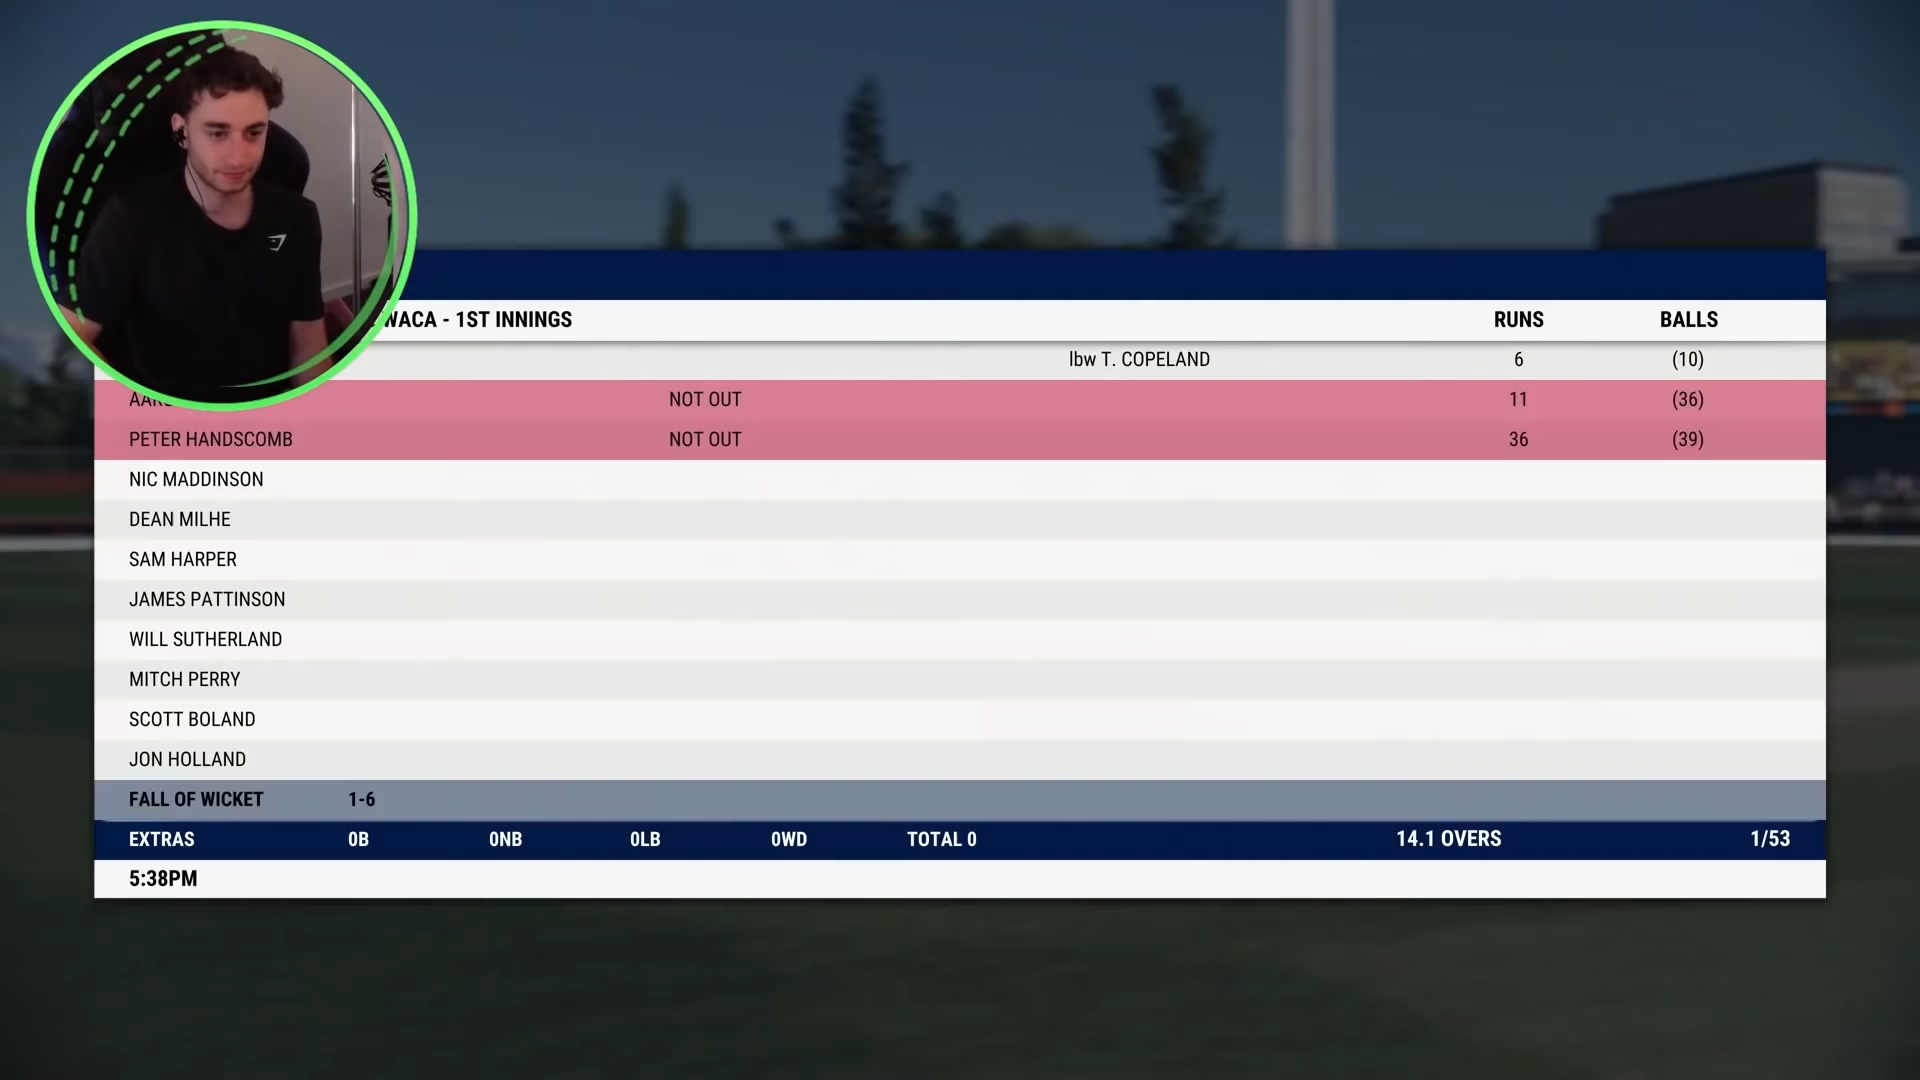 WACA - 1ST INNINGS RUNS BALLS
lbw T. COPELAND 6 (10)
NOT OUT 11 (36)
PETER HANDSCOMB NOT OUT 36 (39)
NIC MADDINSON
DEAN MILHE
SAM HARPER
JAMES PATTINSON
WILL SUTHERLAND
MITCH PERRY
SCOTT BOLAND
JON HOLLAND
FALL OF WICKET 1-6
EXTRAS 0B 0NB 0LB 0WD TOTAL 0 14.1 OVERS 1/53
5:38PM